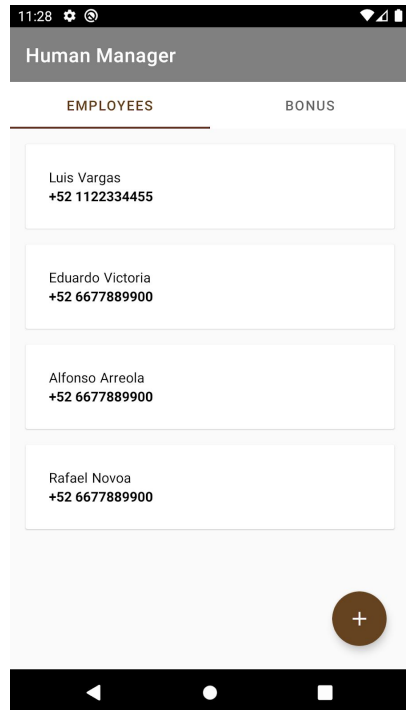 11:28
Human Manager
EMPLOYEES BONUS
Luis Vargas
+52 1122334455
Eduardo Victoria
+52 6677889900
Alfonso Arreola
+52 6677889900
Rafael Novoa
+52 6677889900
+